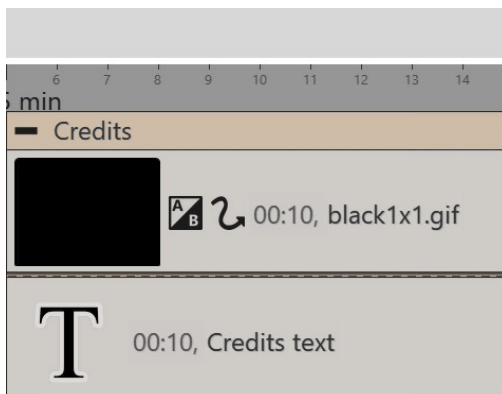 6 7 8 9 10 11 12 13 14
5 min
Credits
A B 00:10, black1x1.gif
T 00:10, Credits text